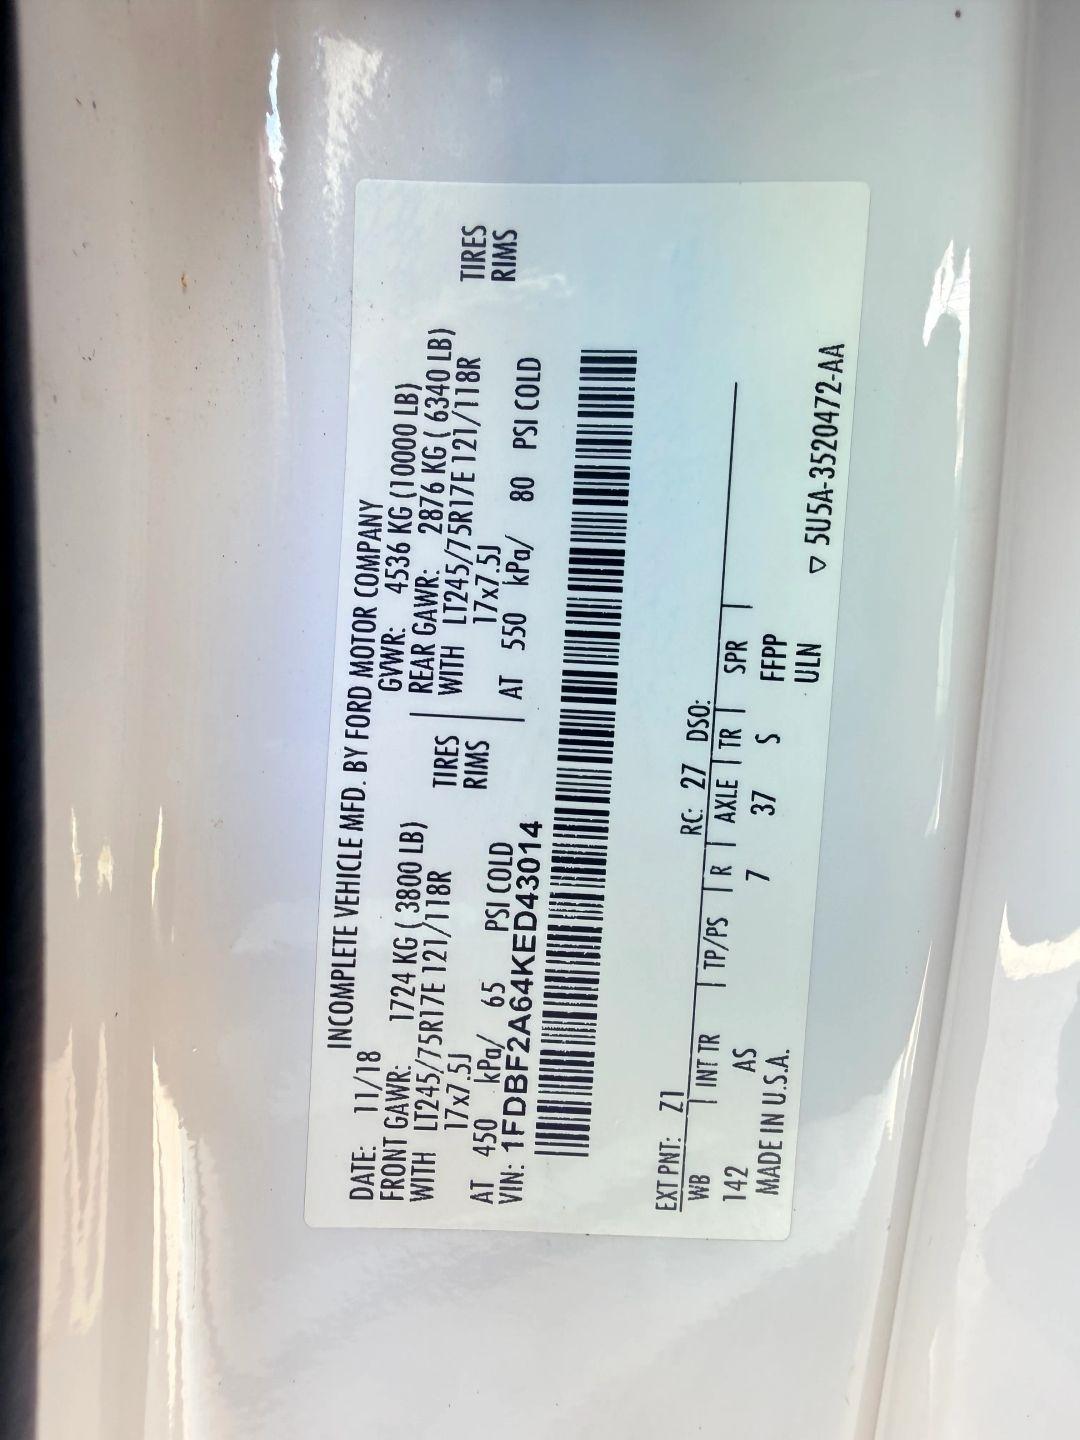 INCOMPLETE VEHICLE MFD. BY FORD MOTOR COMPANY
DATE: 11/18 GVWR: 4536 KG (10000 LB)
FRONT GAWR: 1724 KG ( 3800 LB) REAR GAWR: 2876 KG ( 6340 LB)
WITH LT245/75R17E 121/118R TIRES WITH LT245/75R17E 121/118R TIRES
17x7.5J RIMS 17x7.5J RIMS
AT 450 kPa/ 65 PSI COLD AT 550 kPa/ 80 PSI COLD
VIN: 1FDBF2A64KED43014
EXT PNT: Z1 RC: 27 DSO:
WB INT TR TP/PS R AXLE TR SPR
142 AS 7 37 S FFPP
MADE IN U.S.A. ULN
▽ 5U5A-3520472-AA